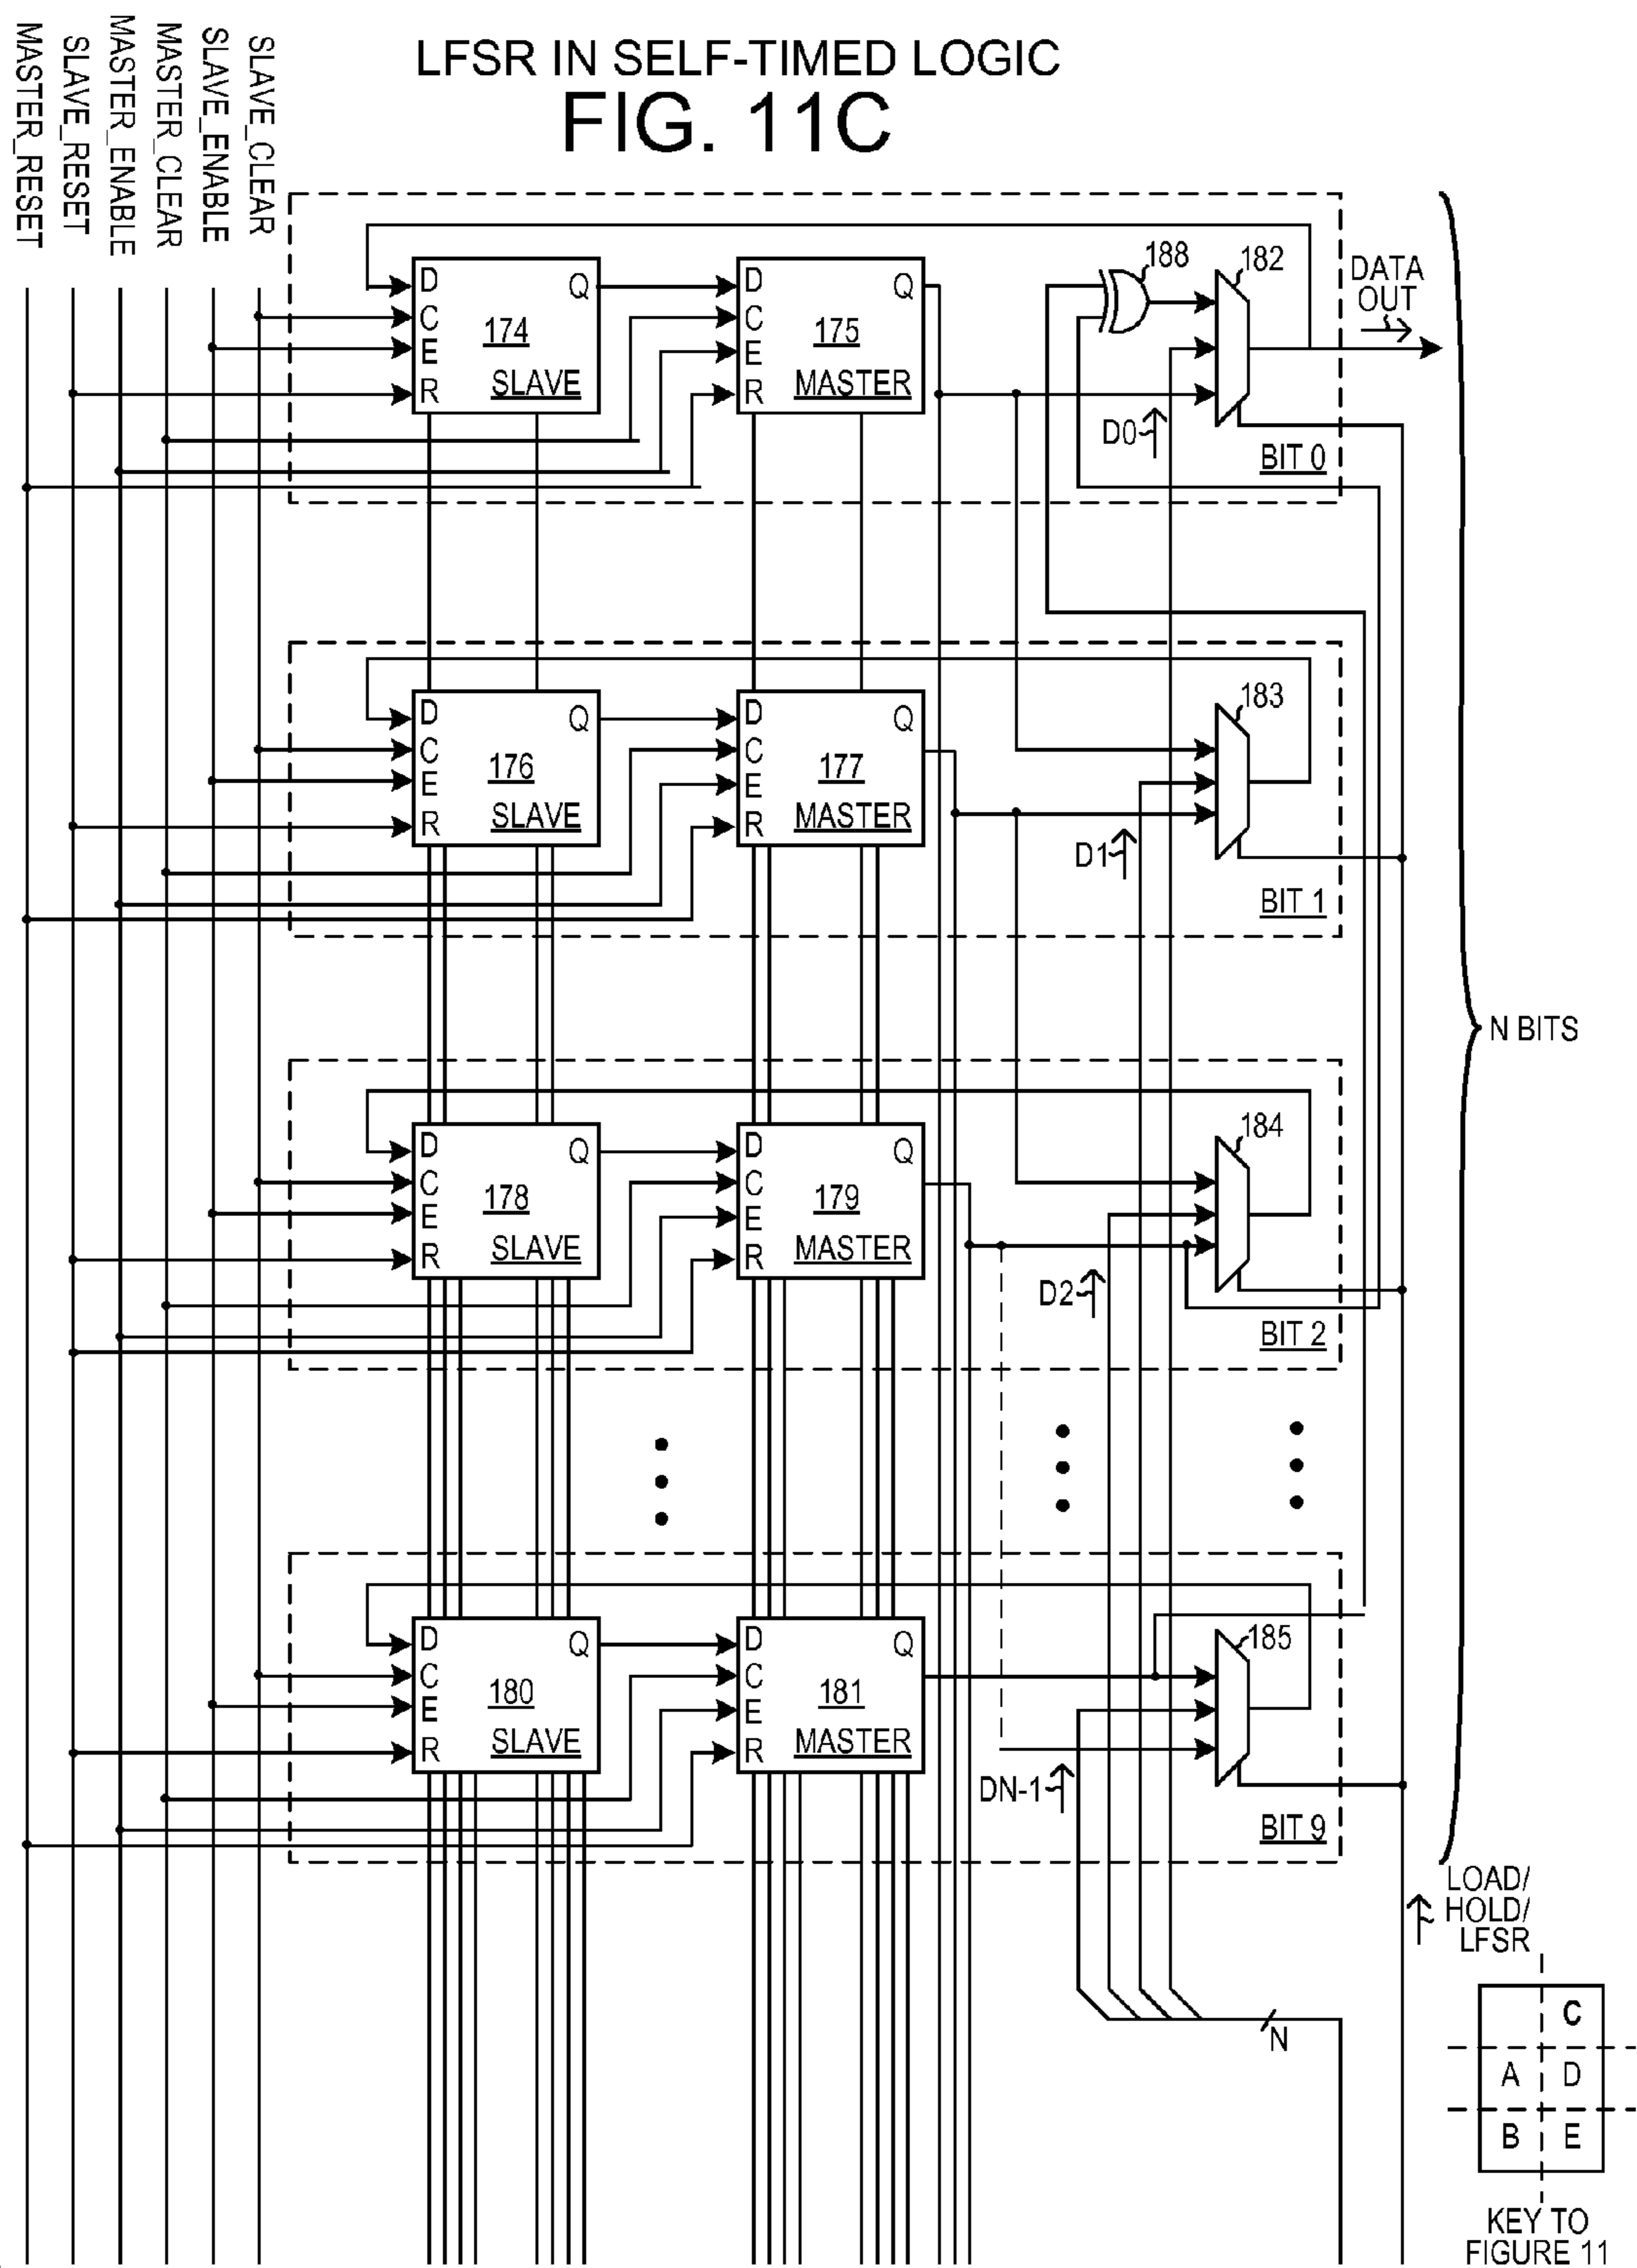 LFSR IN SELF-TIMED LOGIC
FIG. 11C
MASTER_RESET
SLAVE_RESET
MASTER_ENABLE
MASTER_CLEAR
SLAVE_ENABLE
SLAVE_CLEAR
D Q
C
E
R
174
SLAVE
D Q
C
E
R
175
MASTER
188
182
DATA
OUT
D0
BIT 0
D Q
C
E
R
176
SLAVE
D Q
C
E
R
177
MASTER
183
D1
BIT 1
N BITS
D Q
C
E
R
178
SLAVE
D Q
C
E
R
179
MASTER
184
D2
BIT 2
D Q
C
E
R
180
SLAVE
D Q
C
E
R
181
MASTER
185
DN-1
BIT 9
LOAD/
HOLD/
LFSR
N
C
A D
B E
KEY TO
FIGURE 11